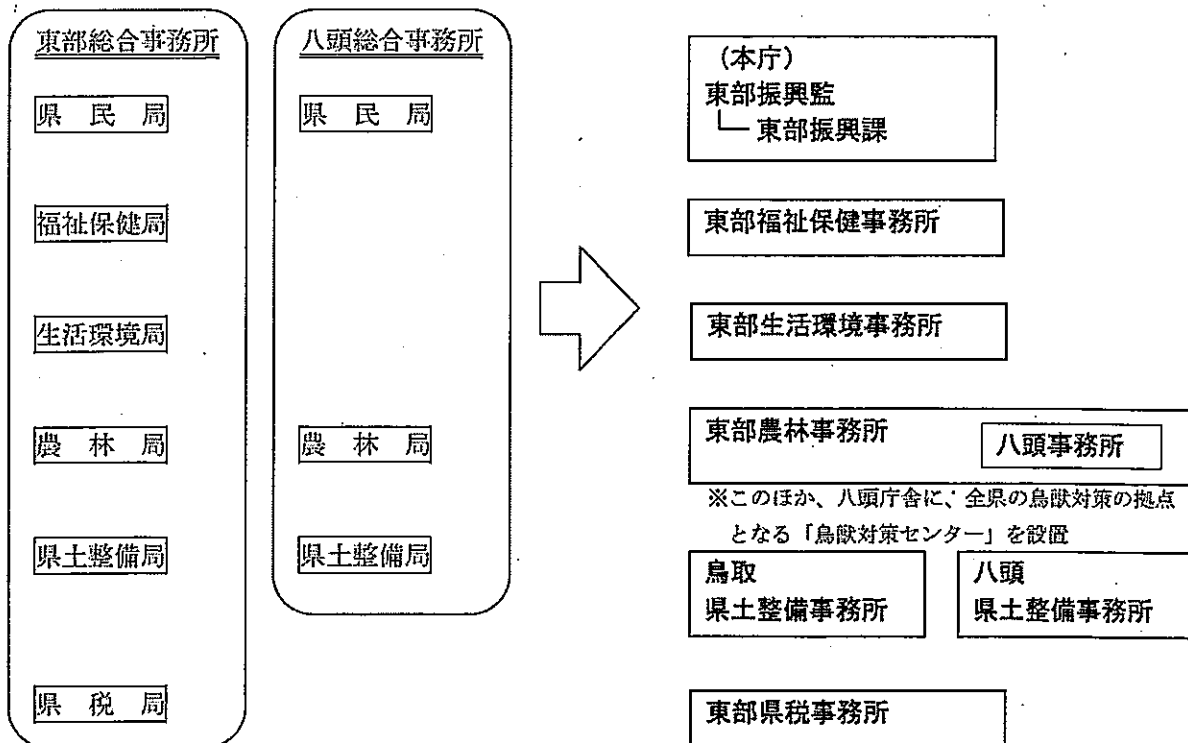 東部総合事務所
県民局
福祉保健局
生活環境局
農林局
県土整備局
県税局
八頭総合事務所
県民局
農林局
県土整備局
(本庁)
東部振興監
東部振興課
東部福祉保健事務所
東部生活環境事務所
東部農林事務所
八頭事務所
※このほか、八頭庁舎に、全県の鳥獣対策の拠点
となる「鳥獣対策センター」を設置
鳥取
県土整備事務所
八頭
県土整備事務所
東部県税事務所